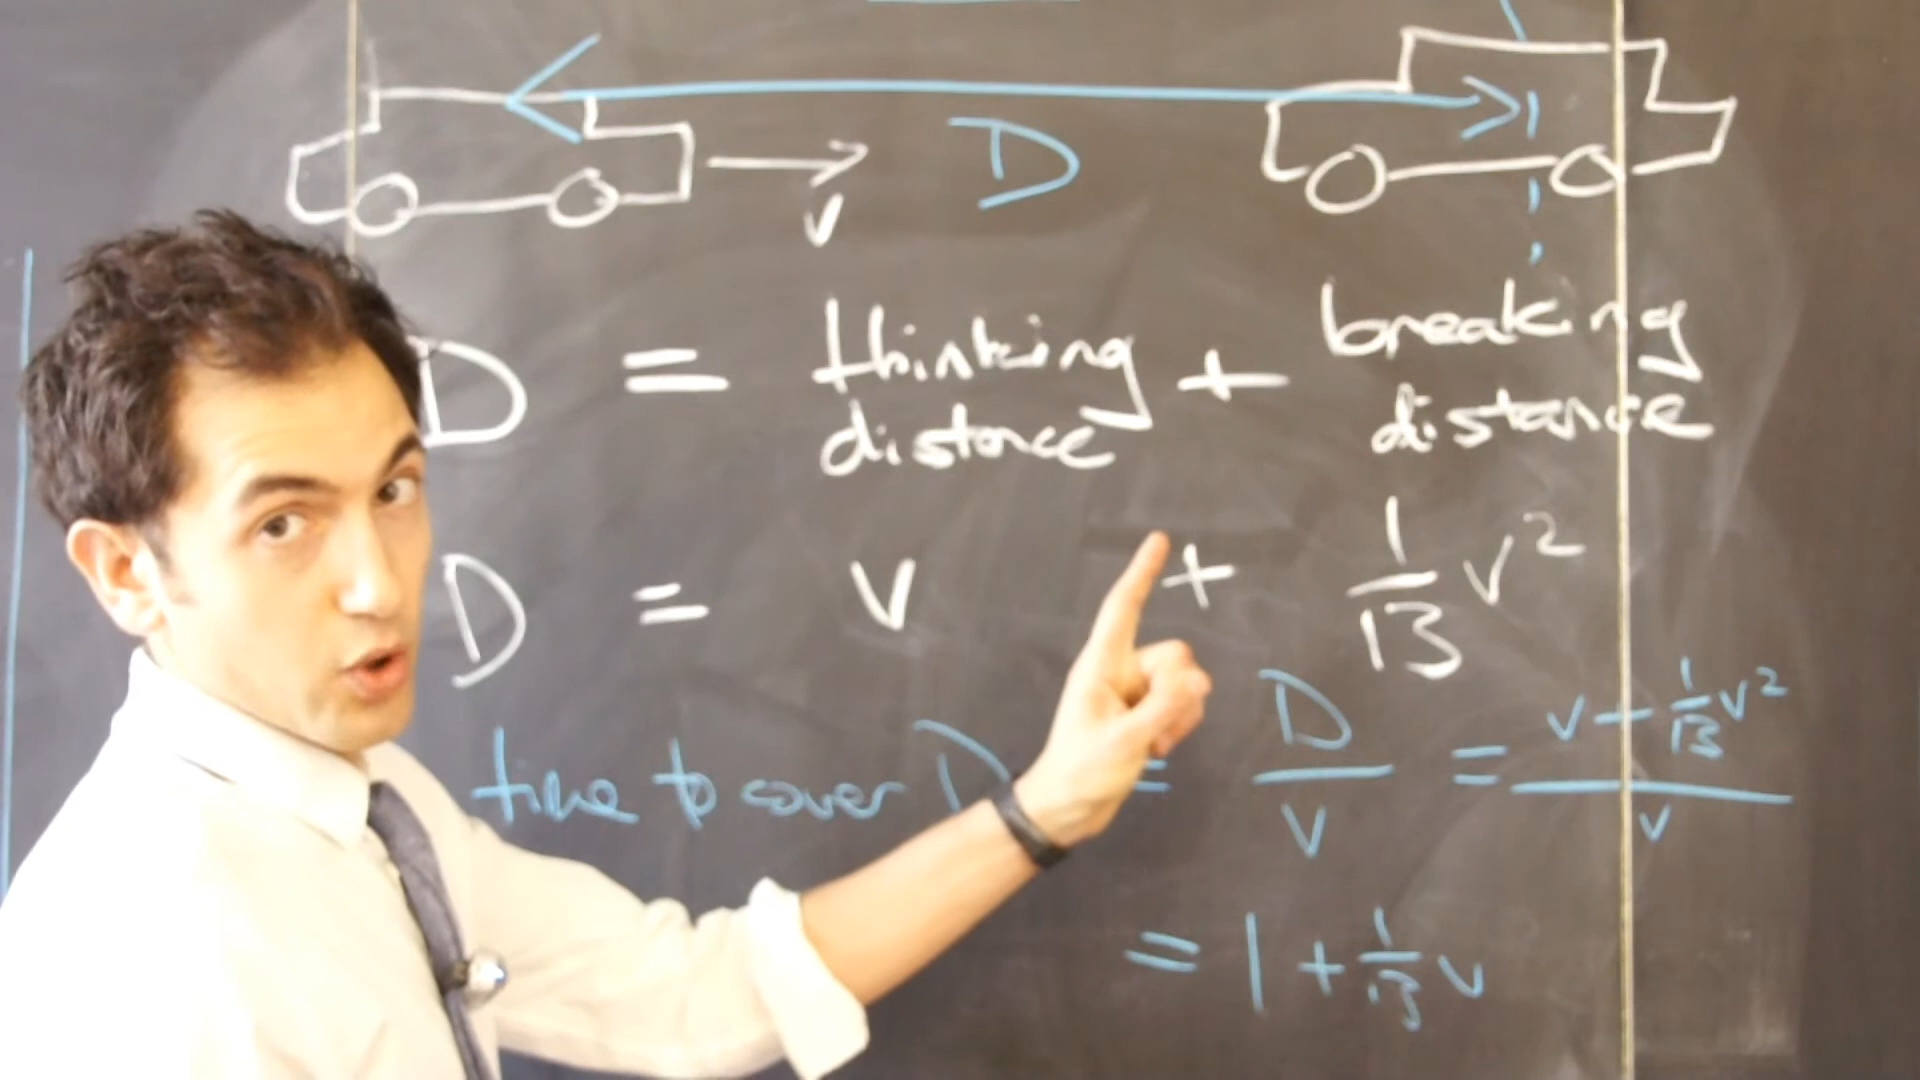 D
v
D = thinking distance + breaking distance
D = v + 1/13 v²
time to cover D = D/v = v + 1/13 v² / v
= 1 + 1/13 v